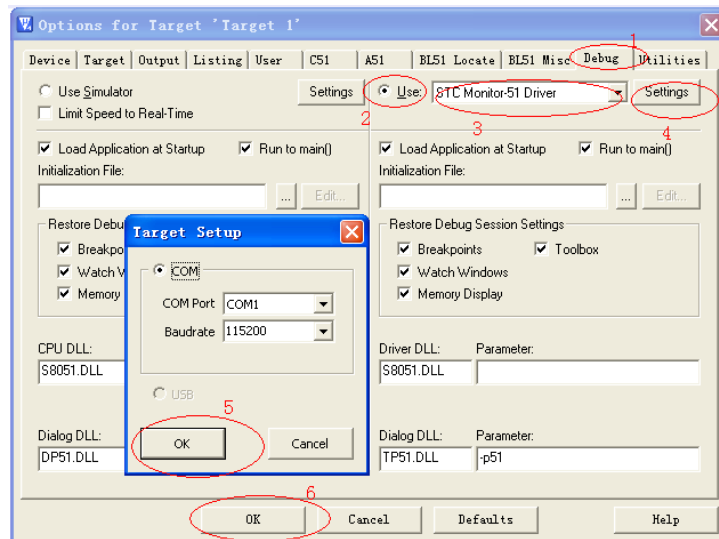 Options for Target 'Target 1'
1
Device Target Output Listing User C51 A51 BL51 Locate BL51 Misc Debug Utilities
Use Simulator Settings Use: STC Monitor-51 Driver Settings
Limit Speed to Real-Time 2 3 4
Load Application at Startup Run to main() Load Application at Startup Run to main()
Initialization File: Initialization File:
... Edit... ... Edit...
Restore Debu Restore Debug Session Settings
Breakpo Breakpoints Toolbox
Watch V Watch Windows
Memory Memory Display
Target Setup
COM
COM Port COM1
Baudrate 115200
USB
5
OK Cancel
CPU DLL: Driver DLL: Parameter:
S8051.DLL S8051.DLL
Dialog DLL: Dialog DLL: Parameter:
DP51.DLL TP51.DLL -p51
6
OK Cancel Defaults Help